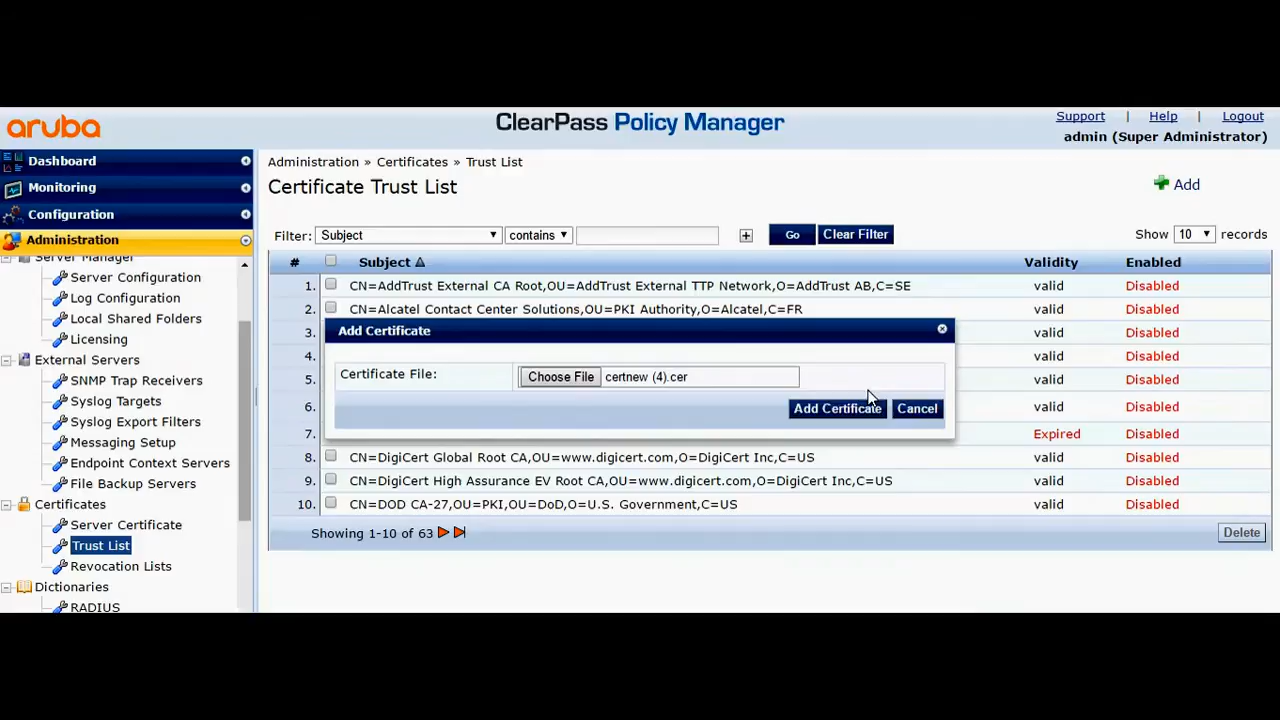 aruba
ClearPass Policy Manager
Support | Help | Logout
admin (Super Administrator)
Dashboard
Monitoring
Configuration
Administration
Server Manager
Server Configuration
Log Configuration
Local Shared Folders
Licensing
External Servers
SNMP Trap Receivers
Syslog Targets
Syslog Export Filters
Messaging Setup
Endpoint Context Servers
File Backup Servers
Certificates
Server Certificate
Trust List
Revocation Lists
Dictionaries
RADIUS
Administration » Certificates » Trust List
Certificate Trust List
Add
Filter: Subject contains + Go Clear Filter Show 10 records
# Subject Validity Enabled
1. CN=AddTrust External CA Root,OU=AddTrust External TTP Network,O=AddTrust AB,C=SE valid Disabled
2. CN=Alcatel Contact Center Solutions,OU=PKI Authority,O=Alcatel,C=FR valid Disabled
3. valid Disabled
4. valid Disabled
5. valid Disabled
6. valid Disabled
7. Expired Disabled
8. CN=DigiCert Global Root CA,OU=www.digicert.com,O=DigiCert Inc,C=US valid Disabled
9. CN=DigiCert High Assurance EV Root CA,OU=www.digicert.com,O=DigiCert Inc,C=US valid Disabled
10. CN=DOD CA-27,OU=PKI,OU=DoD,O=U.S. Government,C=US valid Disabled
Showing 1-10 of 63
Delete
Add Certificate
Certificate File: Choose File certnew (4).cer
Add Certificate Cancel